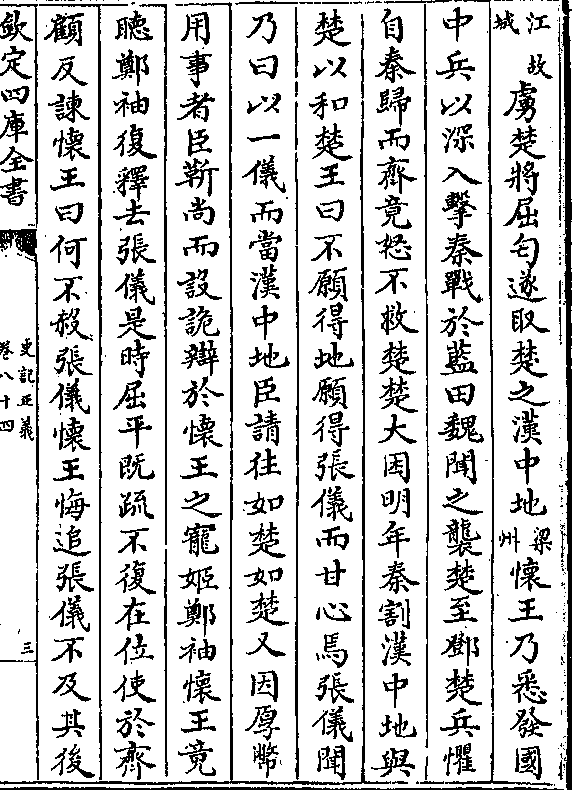 江故城虜楚將屈匄遂取楚之漢中地梁州懷王乃悉發國
中兵以深入擊秦戰於藍田魏聞之襲楚至鄧楚兵懼
自秦歸而齊竟怒不救楚楚大困明年秦割漢中地與
楚以和楚王曰不願得地願得張儀而甘心焉張儀聞
乃曰以一儀而當漢中地臣請往如楚如楚又因厚幣
用事者臣靳尚而設詭辯於懷王之寵姬鄭袖懷王竟
聴鄭袖復釋去張儀是時屈平既疏不復在位使於齊
顧反諫懷王曰何不殺張儀懷王悔追張儀不及其後
欽定四庫全書
史記正義
卷八十四
三